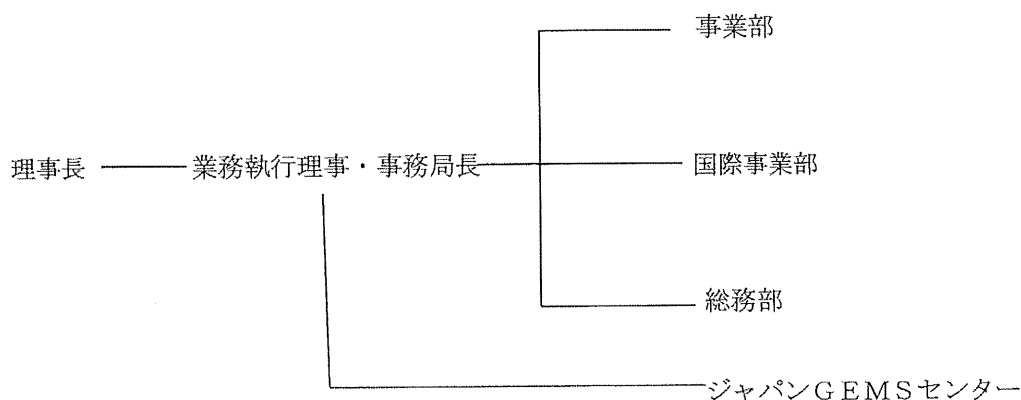 事業部
理事長
業務執行理事・事務局長
国際事業部
総務部
ジャパンGEMSセンター